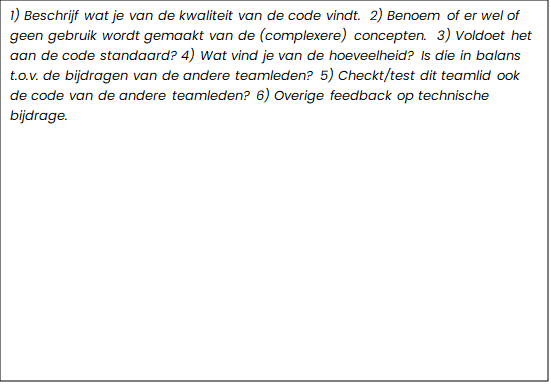 1) Beschrijf wat je van de kwaliteit van de code vindt. 2) Benoem of er wel of
geen gebruik wordt gemaakt van de (complexere) concepten. 3) Voldoet het
aan de code standaard? 4) Wat vind je van de hoeveelheid? Is die in balans
t.o.v. de bijdragen van de andere teamleden? 5) Checkt/test dit teamlid ook
de code van de andere teamleden? 6) Overige feedback op technische
bijdrage.